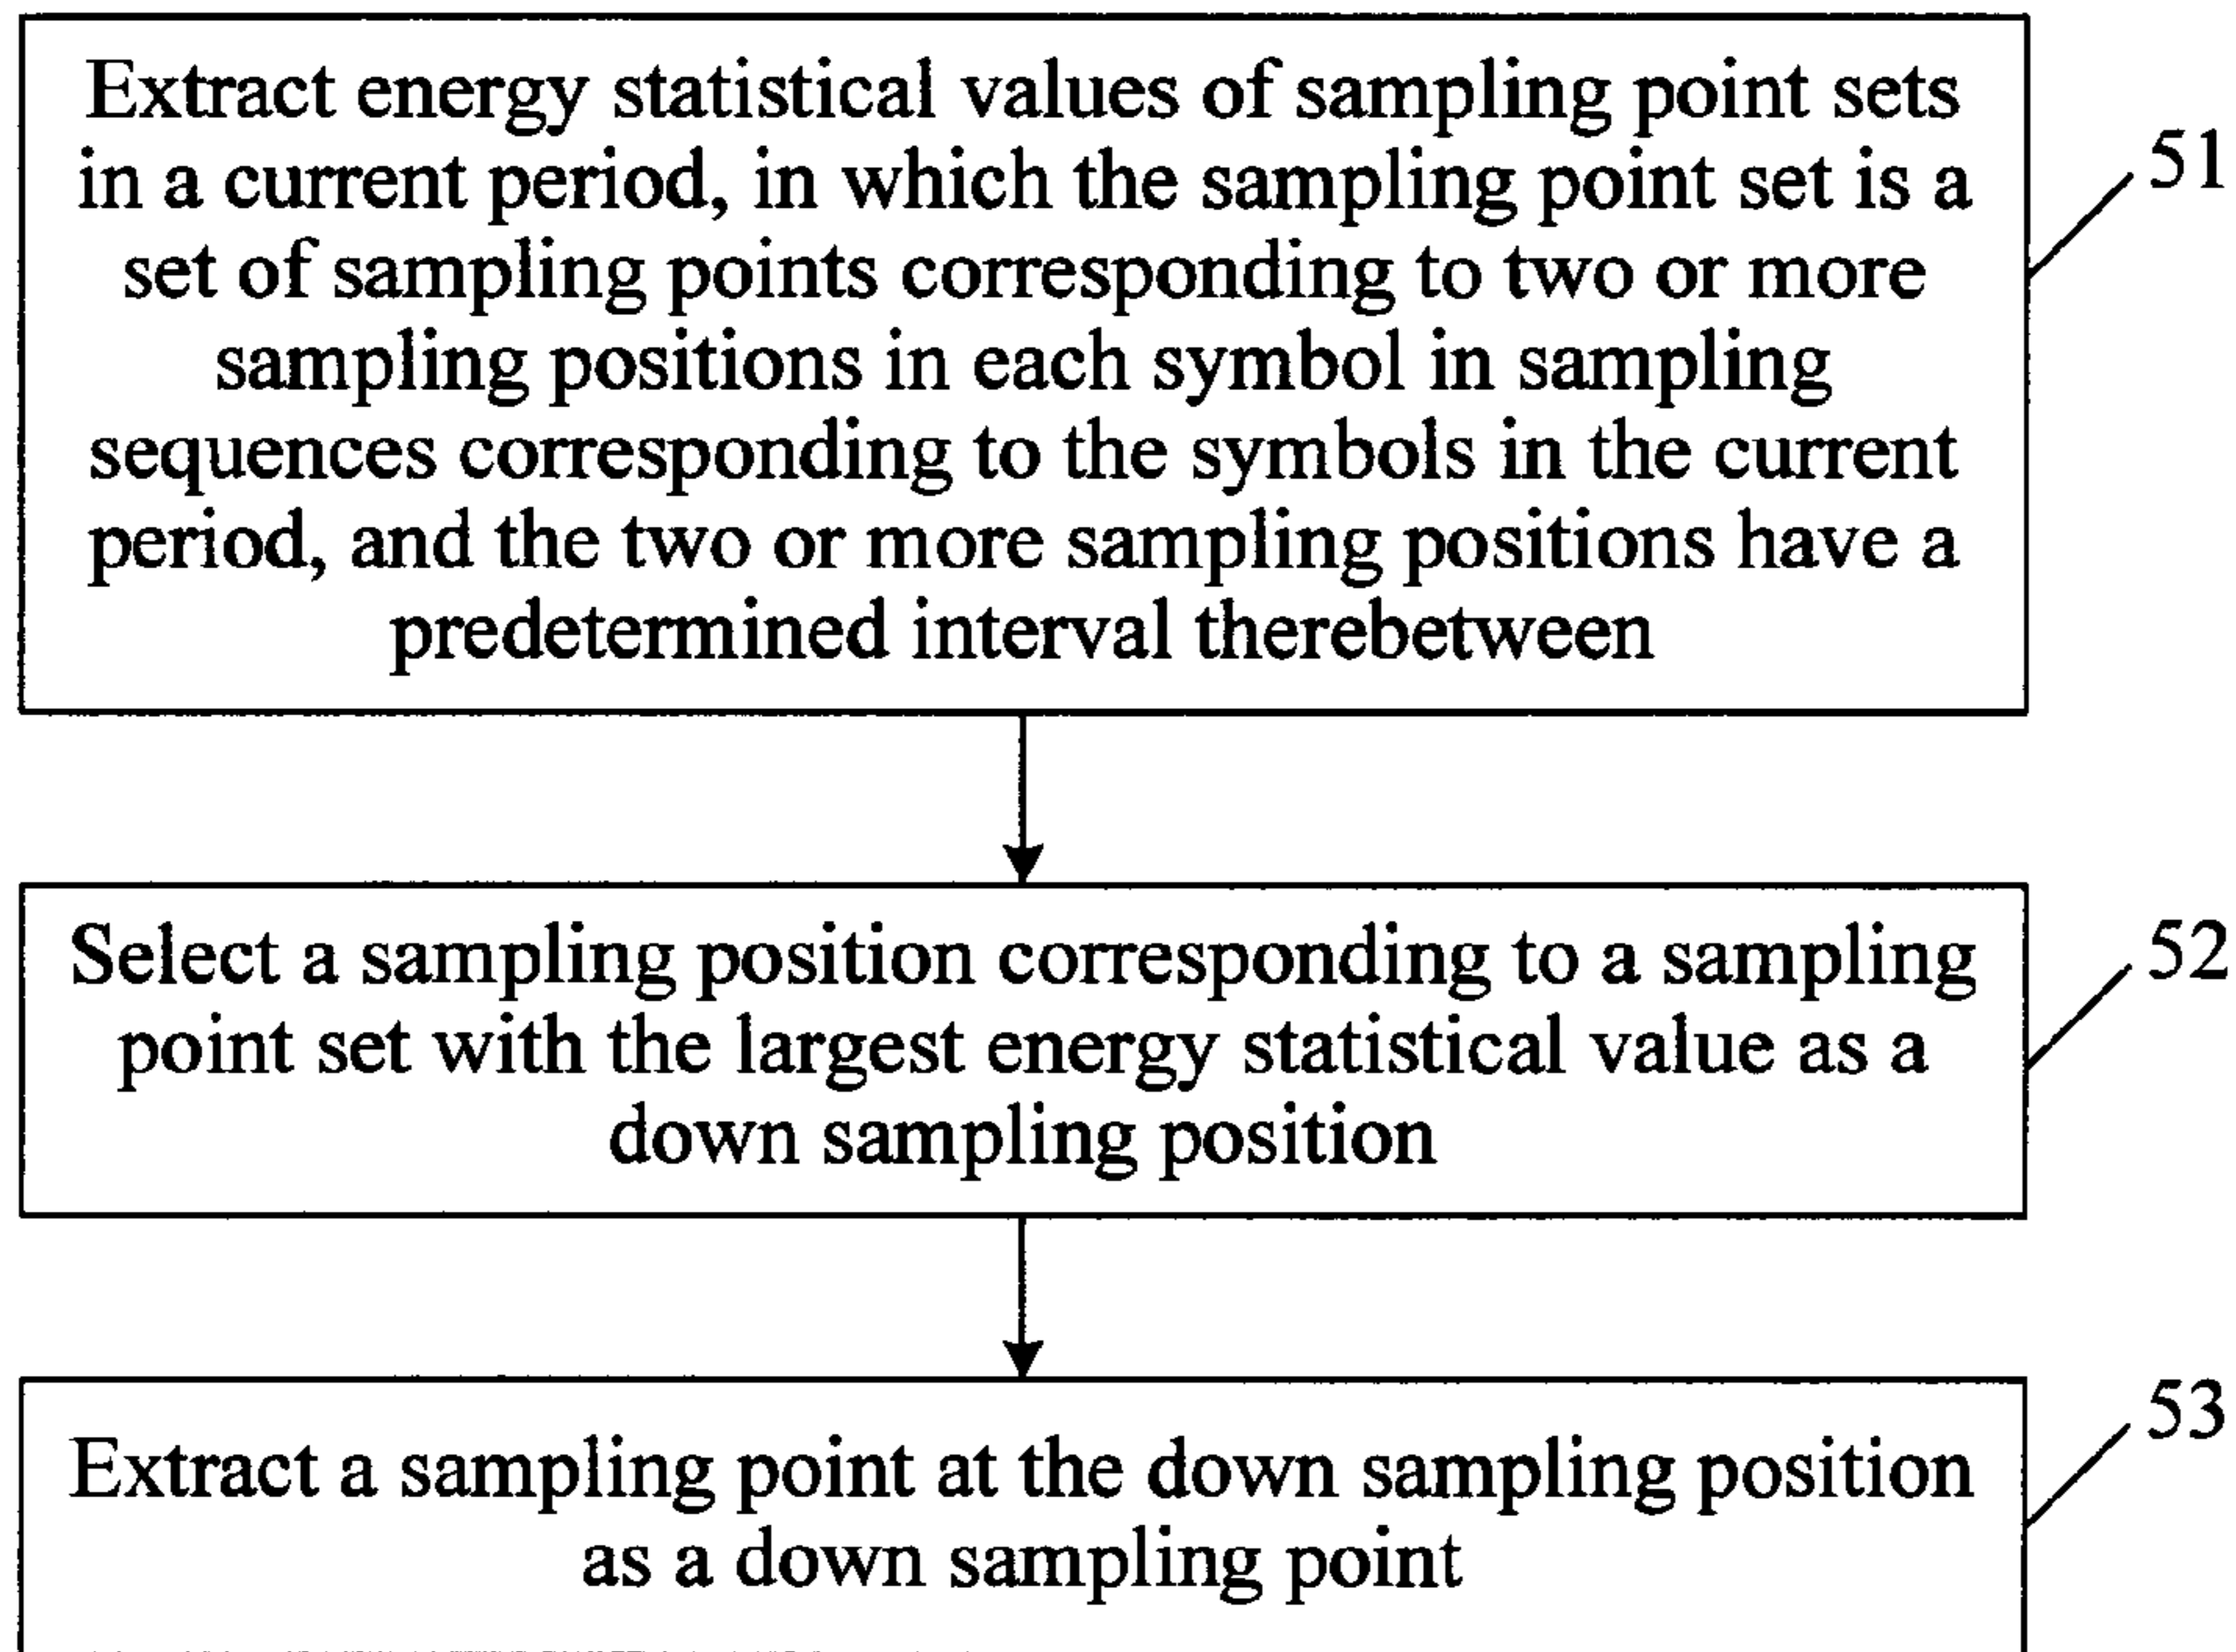 Extract energy statistical values of sampling point sets
in a current period, in which the sampling point set is a
set of sampling points corresponding to two or more
sampling positions in each symbol in sampling
sequences corresponding to the symbols in the current
period, and the two or more sampling positions have a
predetermined interval therebetween
51
Select a sampling position corresponding to a sampling
point set with the largest energy statistical value as a
down sampling position
52
Extract a sampling point at the down sampling position
as a down sampling point
53